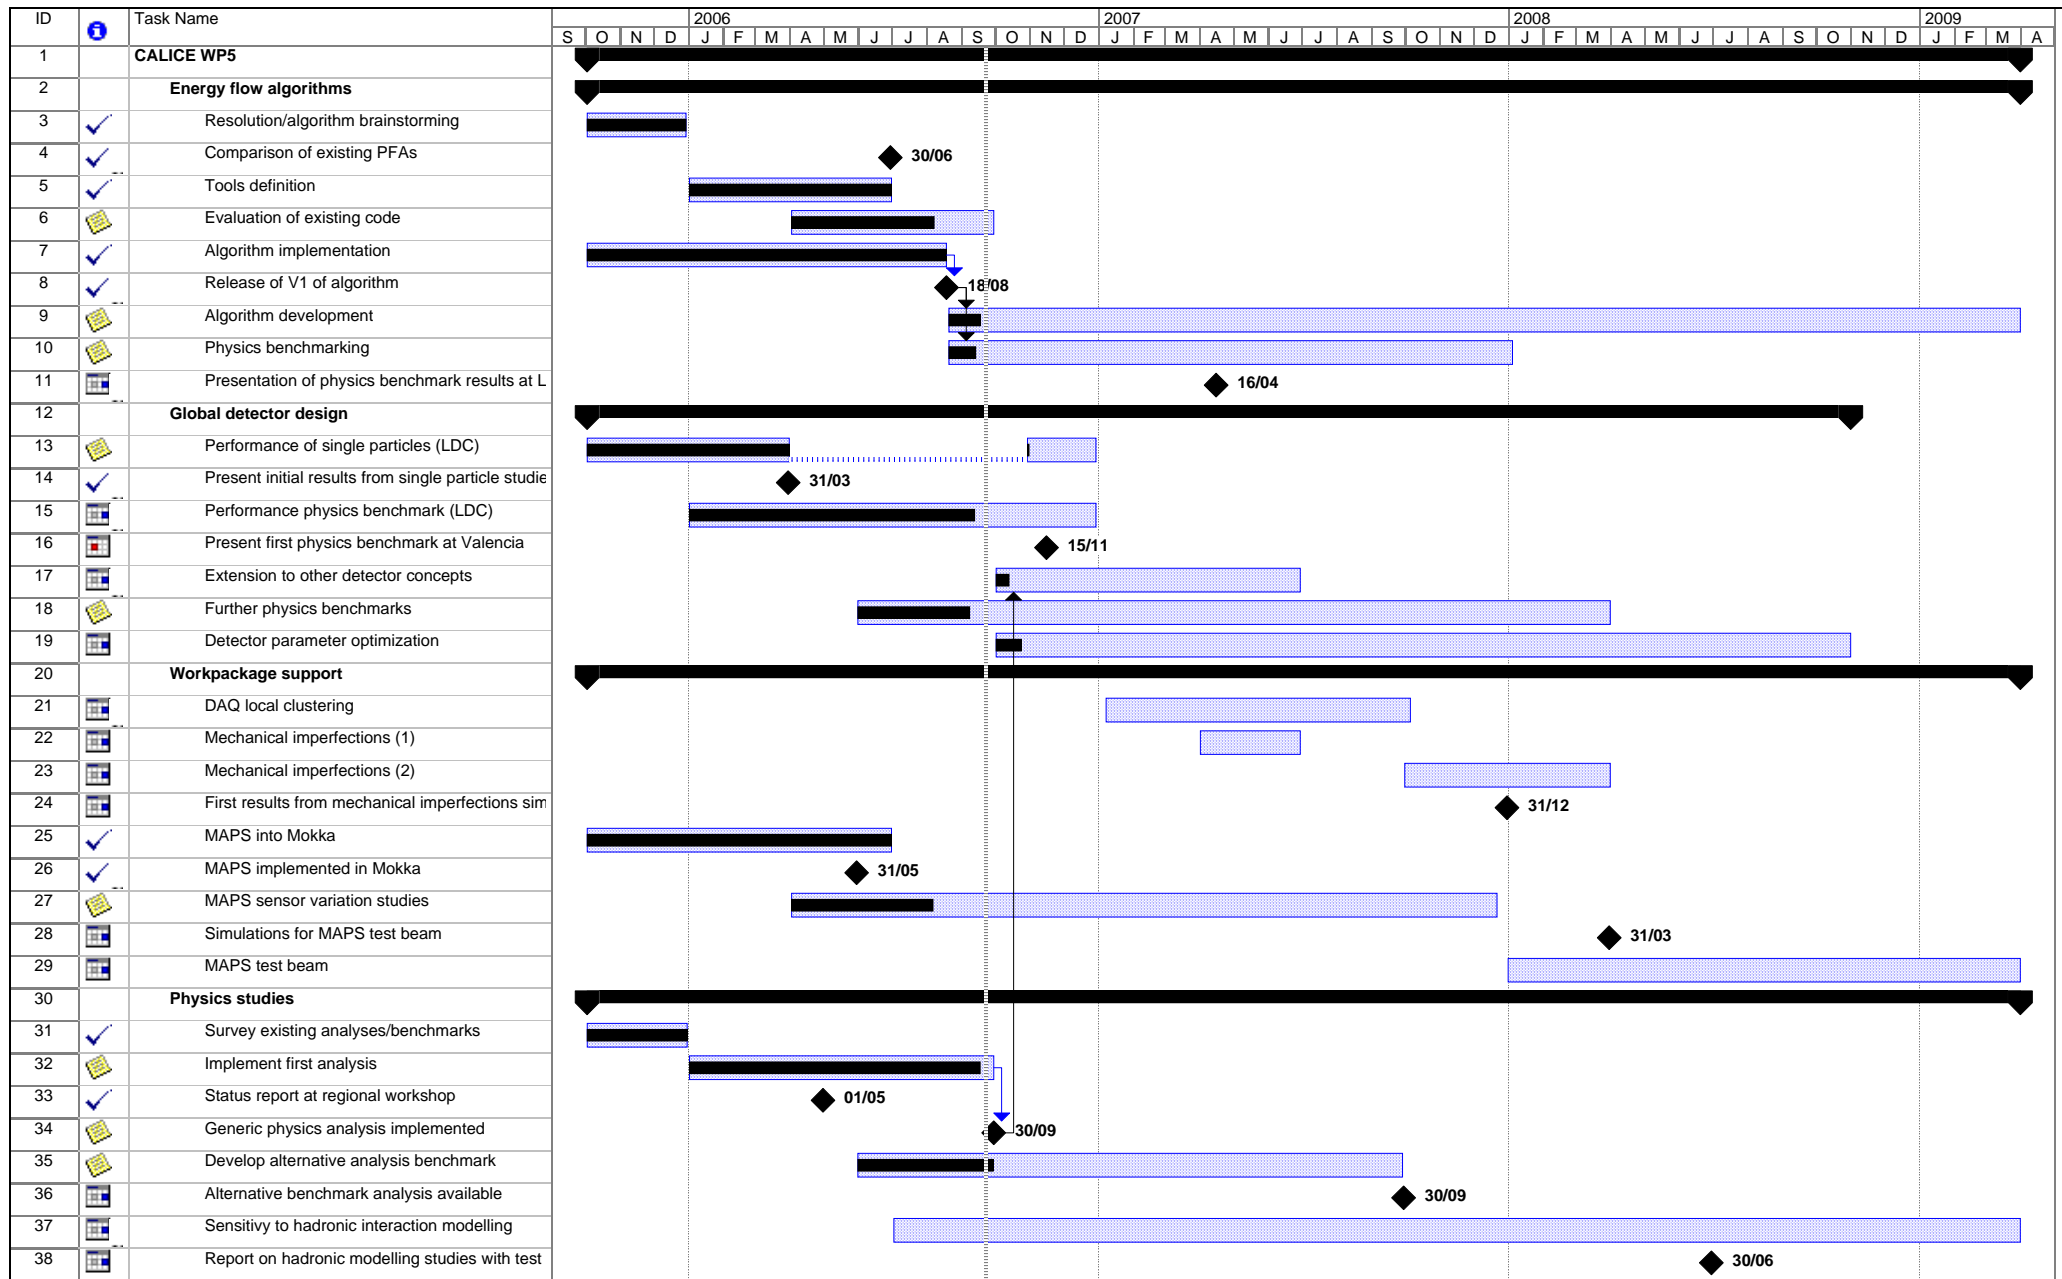 ID Task Name 2006 2007 2008 2009
S O N D J F M A M J J A S O N D J F M A M J J A S O N D J F M A M J J A S O N D J F M A
1 CALICE WP5
2 Energy flow algorithms
3 Resolution/algorithm brainstorming
4 Comparison of existing PFAs 30/06
5 Tools definition
6 Evaluation of existing code
7 Algorithm implementation
8 Release of V1 of algorithm 18/08
9 Algorithm development
10 Physics benchmarking
11 Presentation of physics benchmark results at L 16/04
12 Global detector design
13 Performance of single particles (LDC)
14 Present initial results from single particle studie 31/03
15 Performance physics benchmark (LDC)
16 Present first physics benchmark at Valencia 15/11
17 Extension to other detector concepts
18 Further physics benchmarks
19 Detector parameter optimization
20 Workpackage support
21 DAQ local clustering
22 Mechanical imperfections (1)
23 Mechanical imperfections (2)
24 First results from mechanical imperfections sim 31/12
25 MAPS into Mokka
26 MAPS implemented in Mokka 31/05
27 MAPS sensor variation studies
28 Simulations for MAPS test beam 31/03
29 MAPS test beam
30 Physics studies
31 Survey existing analyses/benchmarks
32 Implement first analysis
33 Status report at regional workshop 01/05
34 Generic physics analysis implemented 30/09
35 Develop alternative analysis benchmark
36 Alternative benchmark analysis available 30/09
37 Sensitivy to hadronic interaction modelling
38 Report on hadronic modelling studies with test 30/06